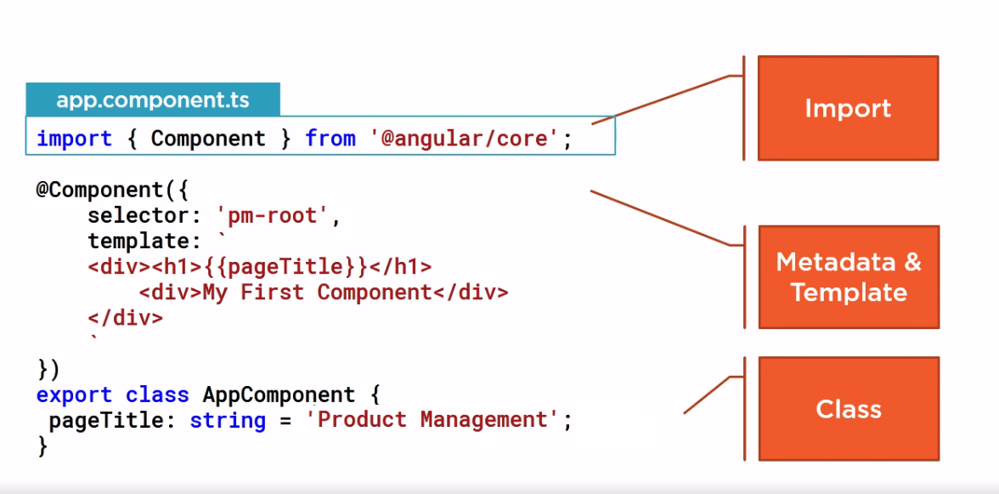 app.component.ts
import { Component } from '@angular/core';
@Component({
    selector: 'pm-root',
    template: `
    <div><h1>{{pageTitle}}</h1>
        <div>My First Component</div>
    </div>
    `
})
export class AppComponent {
 pageTitle: string = 'Product Management';
}
Import
Metadata &
Template
Class